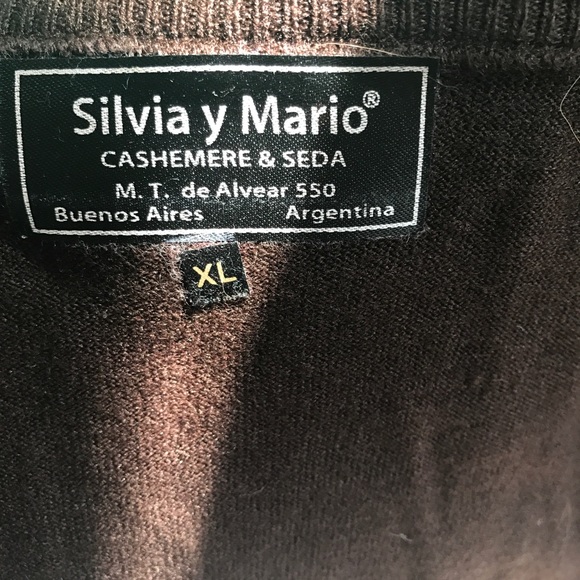 Silvia y Mario®
CASHEMERE & SEDA
M. T. de Alvear 550
Buenos Aires Argentina
XL